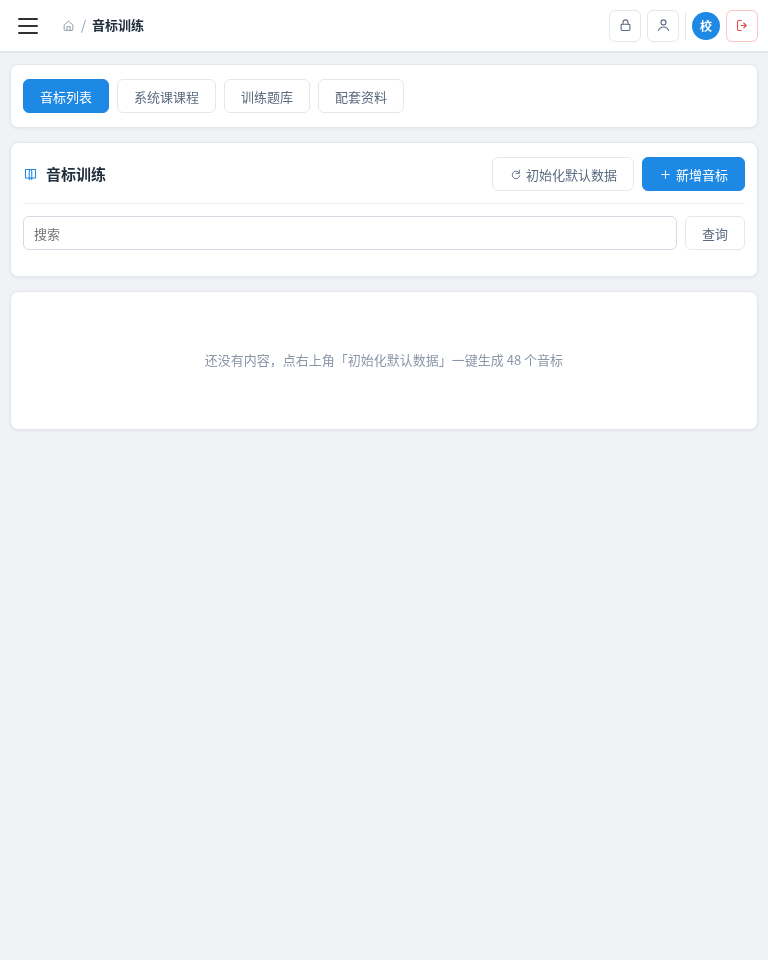 / 音标训练
校
音标列表
系统课课程
训练题库
配套资料
音标训练
初始化默认数据
+ 新增音标
搜索
查询
还没有内容，点右上角「初始化默认数据」一键生成 48 个音标